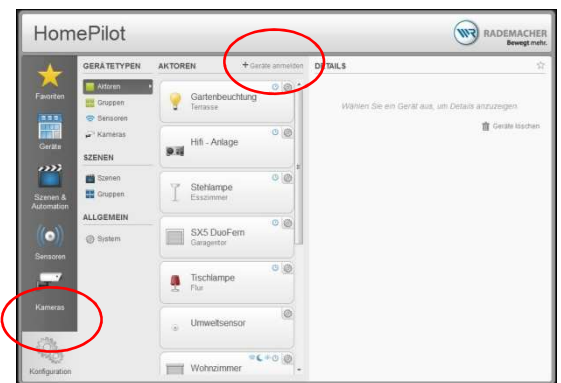 HomePilot
WR RADEMACHER
Bewegt mehr.
Favoriten
Geräte
Szenen &
Automation
Sensoren
Kameras
Konfiguration
GERÄTETYPEN
Aktoren
Gruppen
Sensoren
Kameras
SZENEN
Szenen
Gruppen
ALLGEMEIN
System
AKTOREN
+ Geräte anmelden
Gartenbeuchtung
Terrasse
Hifi - Anlage
Stehlampe
Esszimmer
SX5 DuoFern
Garagentor
Tischlampe
Flur
Umweltsensor
Wohnzimmer
DETAILS
Wählen Sie ein Gerät aus, um Details anzuzeigen
Geräte löschen